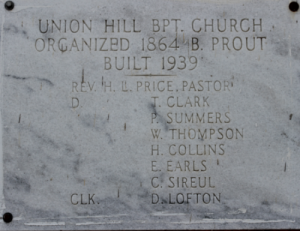 UNION HILL BPT. CHURCH
ORGANIZED 1864 B. PROUT
BUILT 1939
REV. H. L. PRICE, PASTOR
D. T. CLARK
P. SUMMERS
W. THOMPSON
H. COLLINS
E. EARLS
C. SIREUL
CLK. D. LOFTON